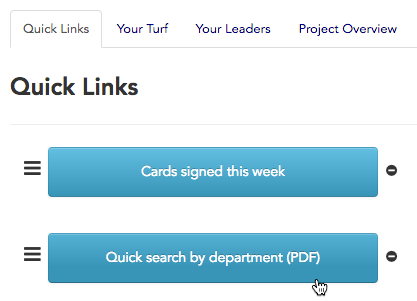 Quick Links Your Turf Your Leaders Project Overview
Quick Links
Cards signed this week
Quick search by department (PDF)